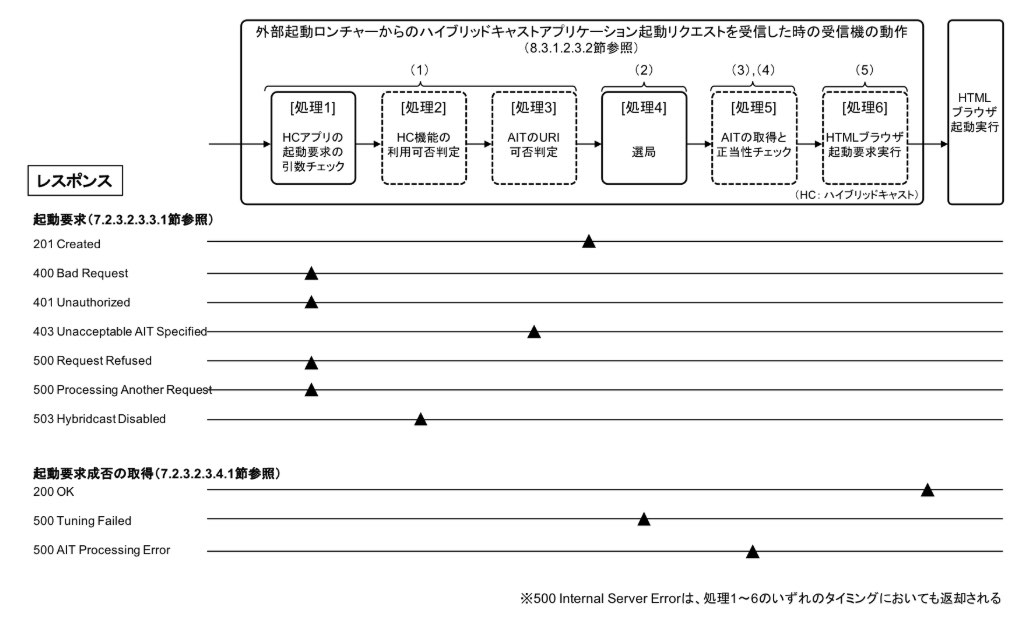 外部起動ロンチャーからのハイブリッドキャストアプリケーション起動リクエストを受信した時の受信機の動作
(8.3.1.2.3.2節参照)
(1)
(2)
(3),(4)
(5)
[処理1]
HCアプリの
起動要求の
引数チェック
[処理2]
HC機能の
利用可否判定
[処理3]
AITのURI
可否判定
[処理4]
選局
[処理5]
AITの取得と
正当性チェック
[処理6]
HTMLブラウザ
起動要求実行
HTML
ブラウザ
起動実行
(HC: ハイブリッドキャスト)
レスポンス
起動要求(7.2.3.2.3.3.1節参照)
201 Created
400 Bad Request
401 Unauthorized
403 Unacceptable AIT Specified
500 Request Refused
500 Processing Another Request
503 Hybridcast Disabled
起動要求成否の取得(7.2.3.2.3.4.1節参照)
200 OK
500 Tuning Failed
500 AIT Processing Error
※500 Internal Server Errorは、処理1～6のいずれのタイミングにおいても返却される